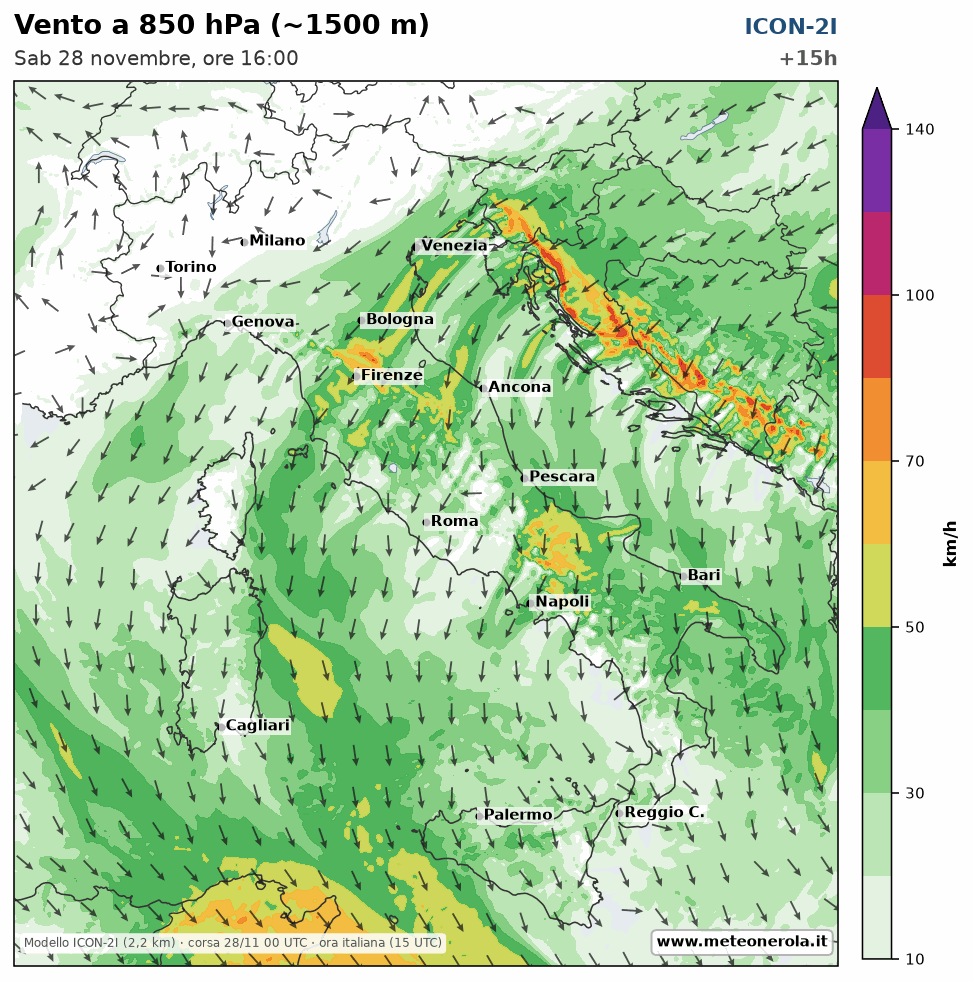 Vento a 850 hPa (~1500 m)
ICON-2I
Sab 28 novembre, ore 16:00
+15h
140
Milano
Venezia
Torino
100
Genova
Bologna
Firenze
Ancona
70
Pescara
Roma
km/h
Bari
Napoli
50
Cagliari
30
Palermo
Reggio C.
Modello ICON-2I (2,2 km) · corsa 28/11 00 UTC · ora italiana (15 UTC)
www.meteonerola.it
10